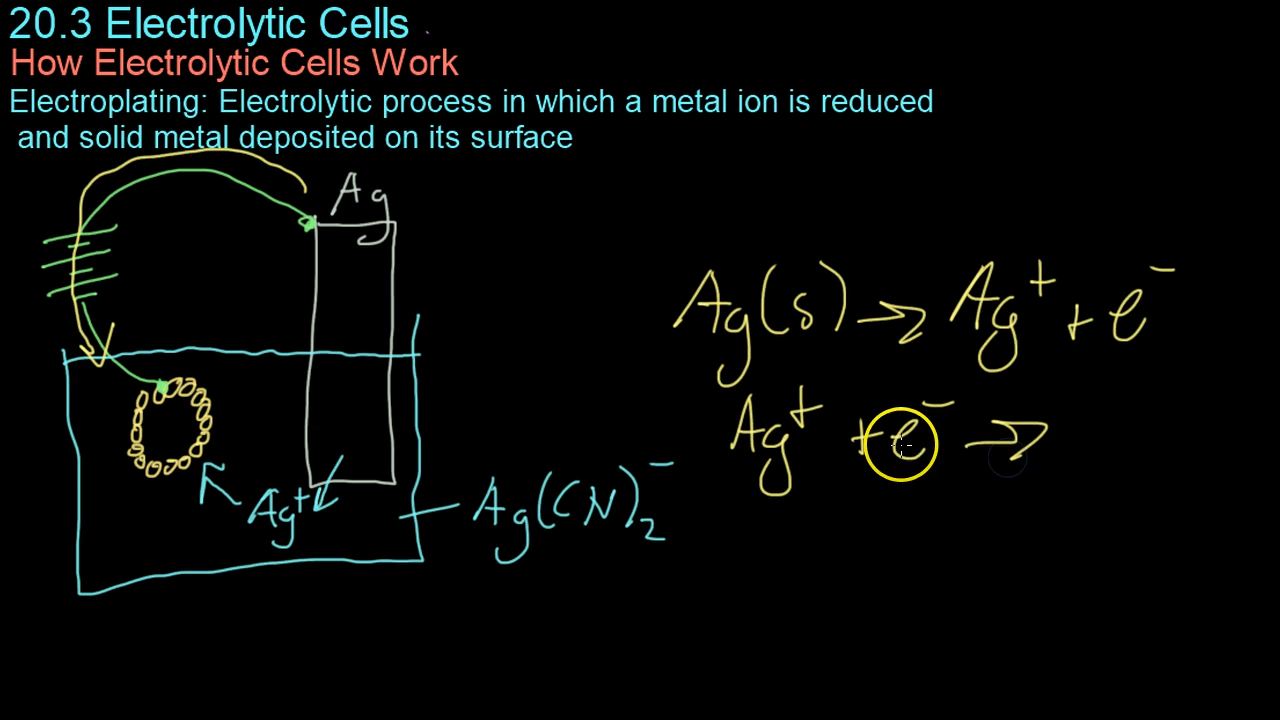 20.3 Electrolytic Cells
How Electrolytic Cells Work
Electroplating: Electrolytic process in which a metal ion is reduced
and solid metal deposited on its surface
Ag
Ag(s) → Ag⁺ + e⁻
Ag⁺ + e⁻ →
Ag⁺
Ag(CN)₂⁻